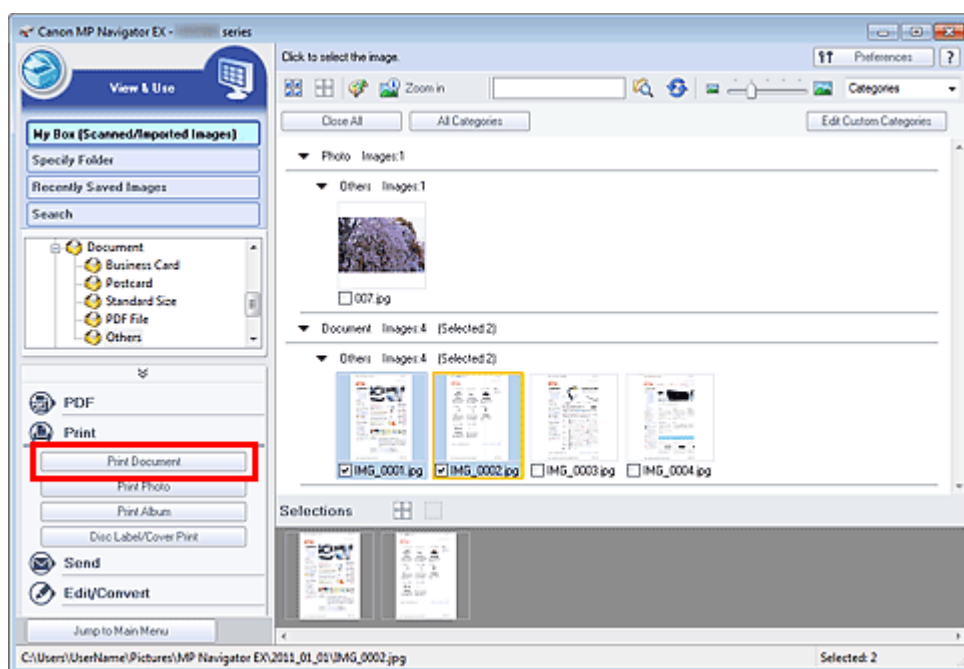 Canon MP Navigator EX - series
View & Use
My Box (Scanned/Imported Images)
Specify Folder
Recently Saved Images
Search
Document
Business Card
Postcard
Standard Size
PDF File
Others
PDF
Print
Print Document
Print Photo
Print Album
Disc Label/Cover Print
Send
Edit/Convert
Jump to Main Menu
Click to select the image.
Preferences
?
Zoom in
Categories
Close All
All Categories
Edit Custom Categories
Photo Images:1
Others Images:1
007.jpg
Document Images:4 (Selected 2)
Others Images:4 (Selected 2)
IMG_0001.jpg
IMG_0002.jpg
IMG_0003.jpg
IMG_0004.jpg
Selections
C:\Users\UserName\Pictures\MP Navigator EX\2011_01_01\IMG_0002.jpg
Selected: 2